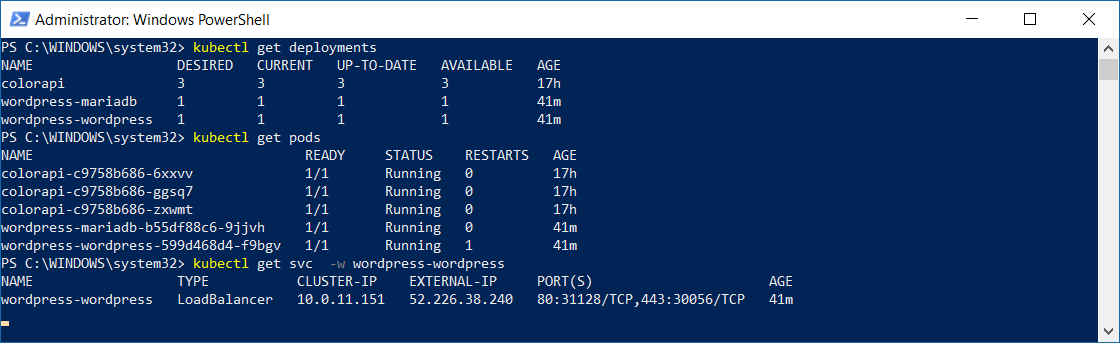 Administrator: Windows PowerShell
PS C:\WINDOWS\system32> kubectl get deployments
NAME                  DESIRED   CURRENT   UP-TO-DATE   AVAILABLE   AGE
colorapi              3         3         3            3           17h
wordpress-mariadb     1         1         1            1           41m
wordpress-wordpress   1         1         1            1           41m
PS C:\WINDOWS\system32> kubectl get pods
NAME                                  READY     STATUS    RESTARTS   AGE
colorapi-c9758b686-6xxvv              1/1       Running   0          17h
colorapi-c9758b686-ggsq7              1/1       Running   0          17h
colorapi-c9758b686-zxwmt              1/1       Running   0          17h
wordpress-mariadb-b55df88c6-9jjvh     1/1       Running   0          41m
wordpress-wordpress-599d468d4-f9bgv   1/1       Running   1          41m
PS C:\WINDOWS\system32> kubectl get svc  -w wordpress-wordpress
NAME                  TYPE           CLUSTER-IP    EXTERNAL-IP     PORT(S)                      AGE
wordpress-wordpress   LoadBalancer   10.0.11.151   52.226.38.240   80:31128/TCP,443:30056/TCP   41m